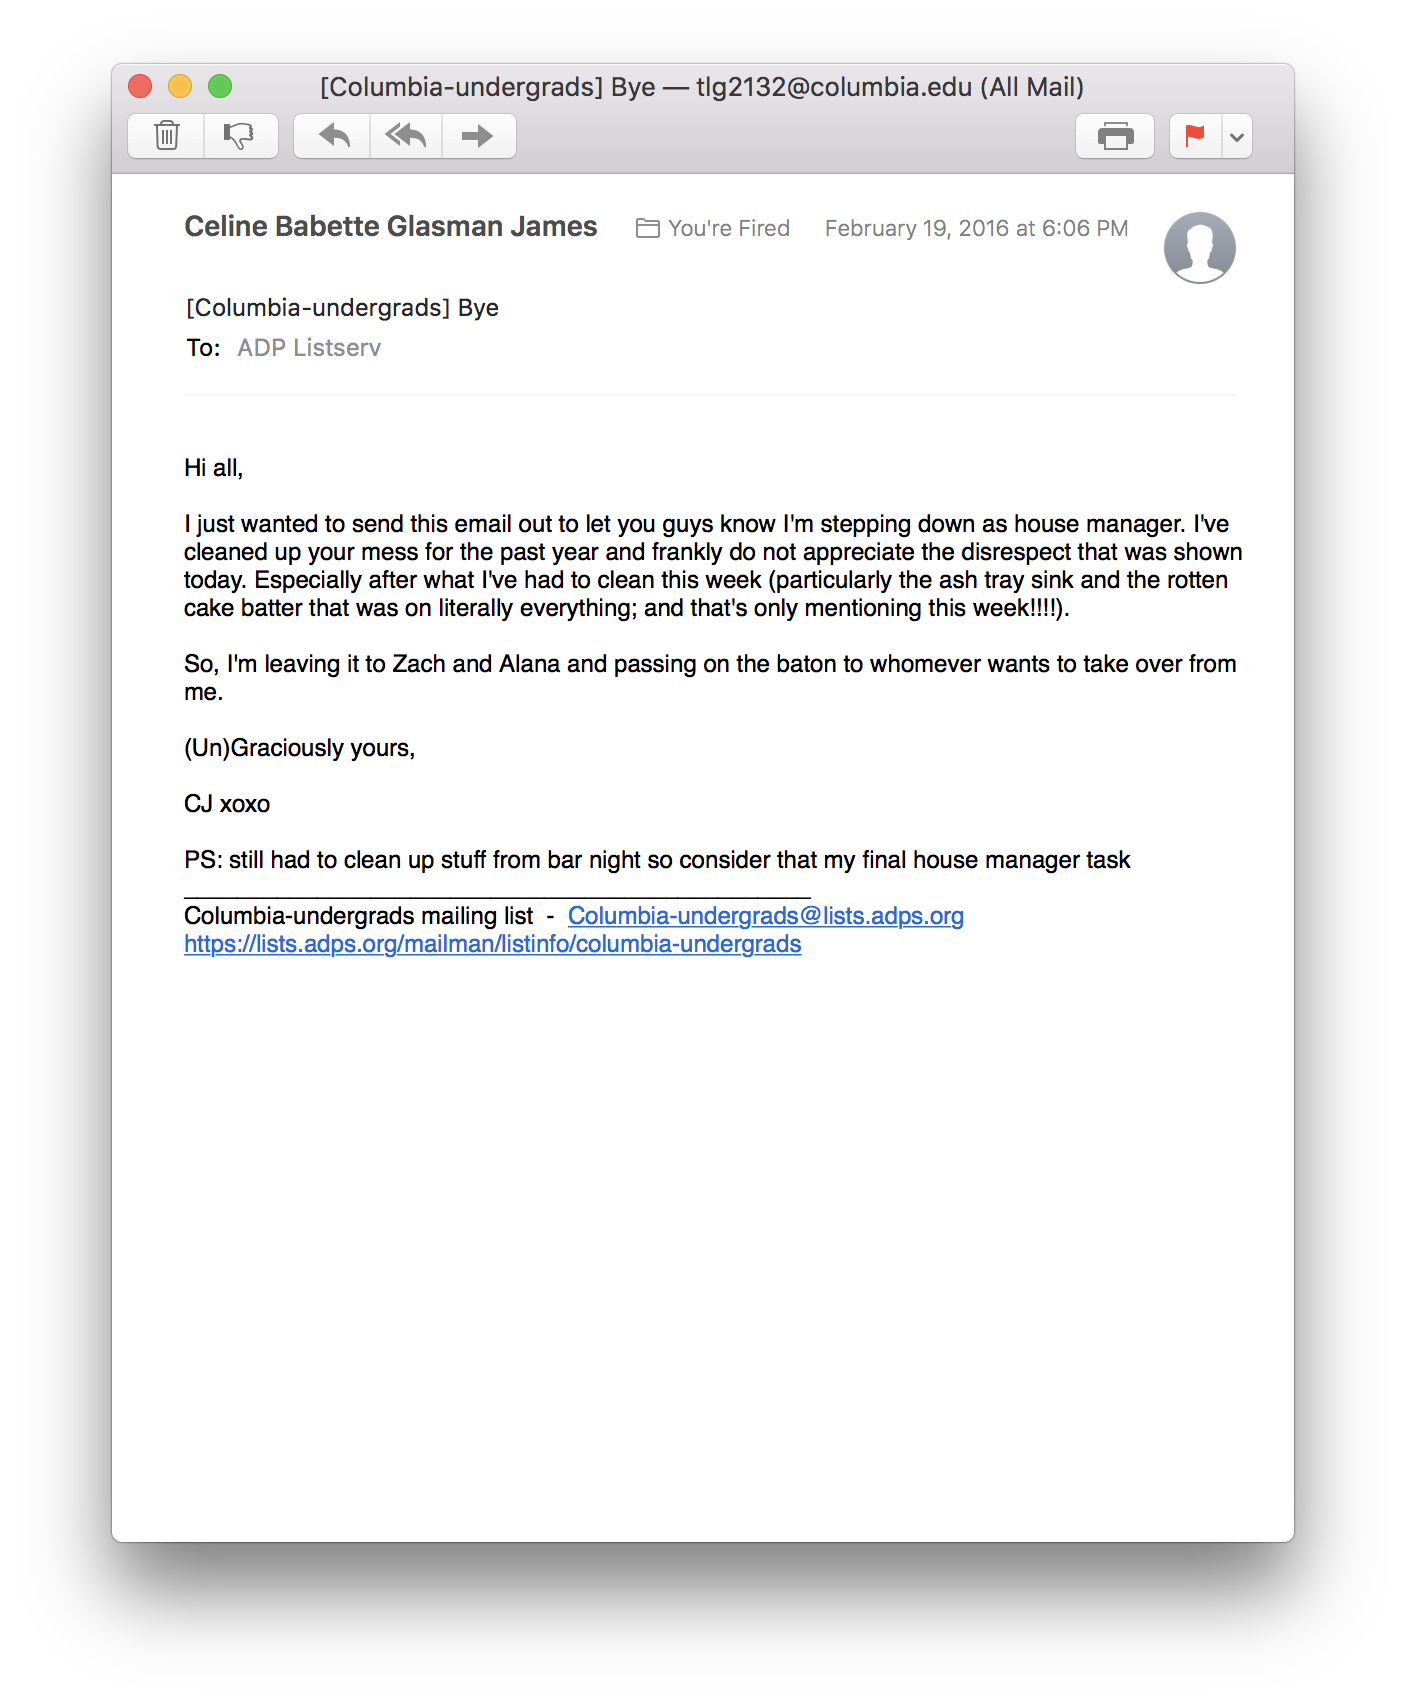 [Columbia-undergrads] Bye — tlg2132@columbia.edu (All Mail)
Celine Babette Glasman James You're Fired February 19, 2016 at 6:06 PM
[Columbia-undergrads] Bye
To: ADP Listserv
Hi all,
I just wanted to send this email out to let you guys know I'm stepping down as house manager. I've
cleaned up your mess for the past year and frankly do not appreciate the disrespect that was shown
today. Especially after what I've had to clean this week (particularly the ash tray sink and the rotten
cake batter that was on literally everything; and that's only mentioning this week!!!!).
So, I'm leaving it to Zach and Alana and passing on the baton to whomever wants to take over from
me.
(Un)Graciously yours,
CJ xoxo
PS: still had to clean up stuff from bar night so consider that my final house manager task
_______________________________________________
Columbia-undergrads mailing list - Columbia-undergrads@lists.adps.org
https://lists.adps.org/mailman/listinfo/columbia-undergrads